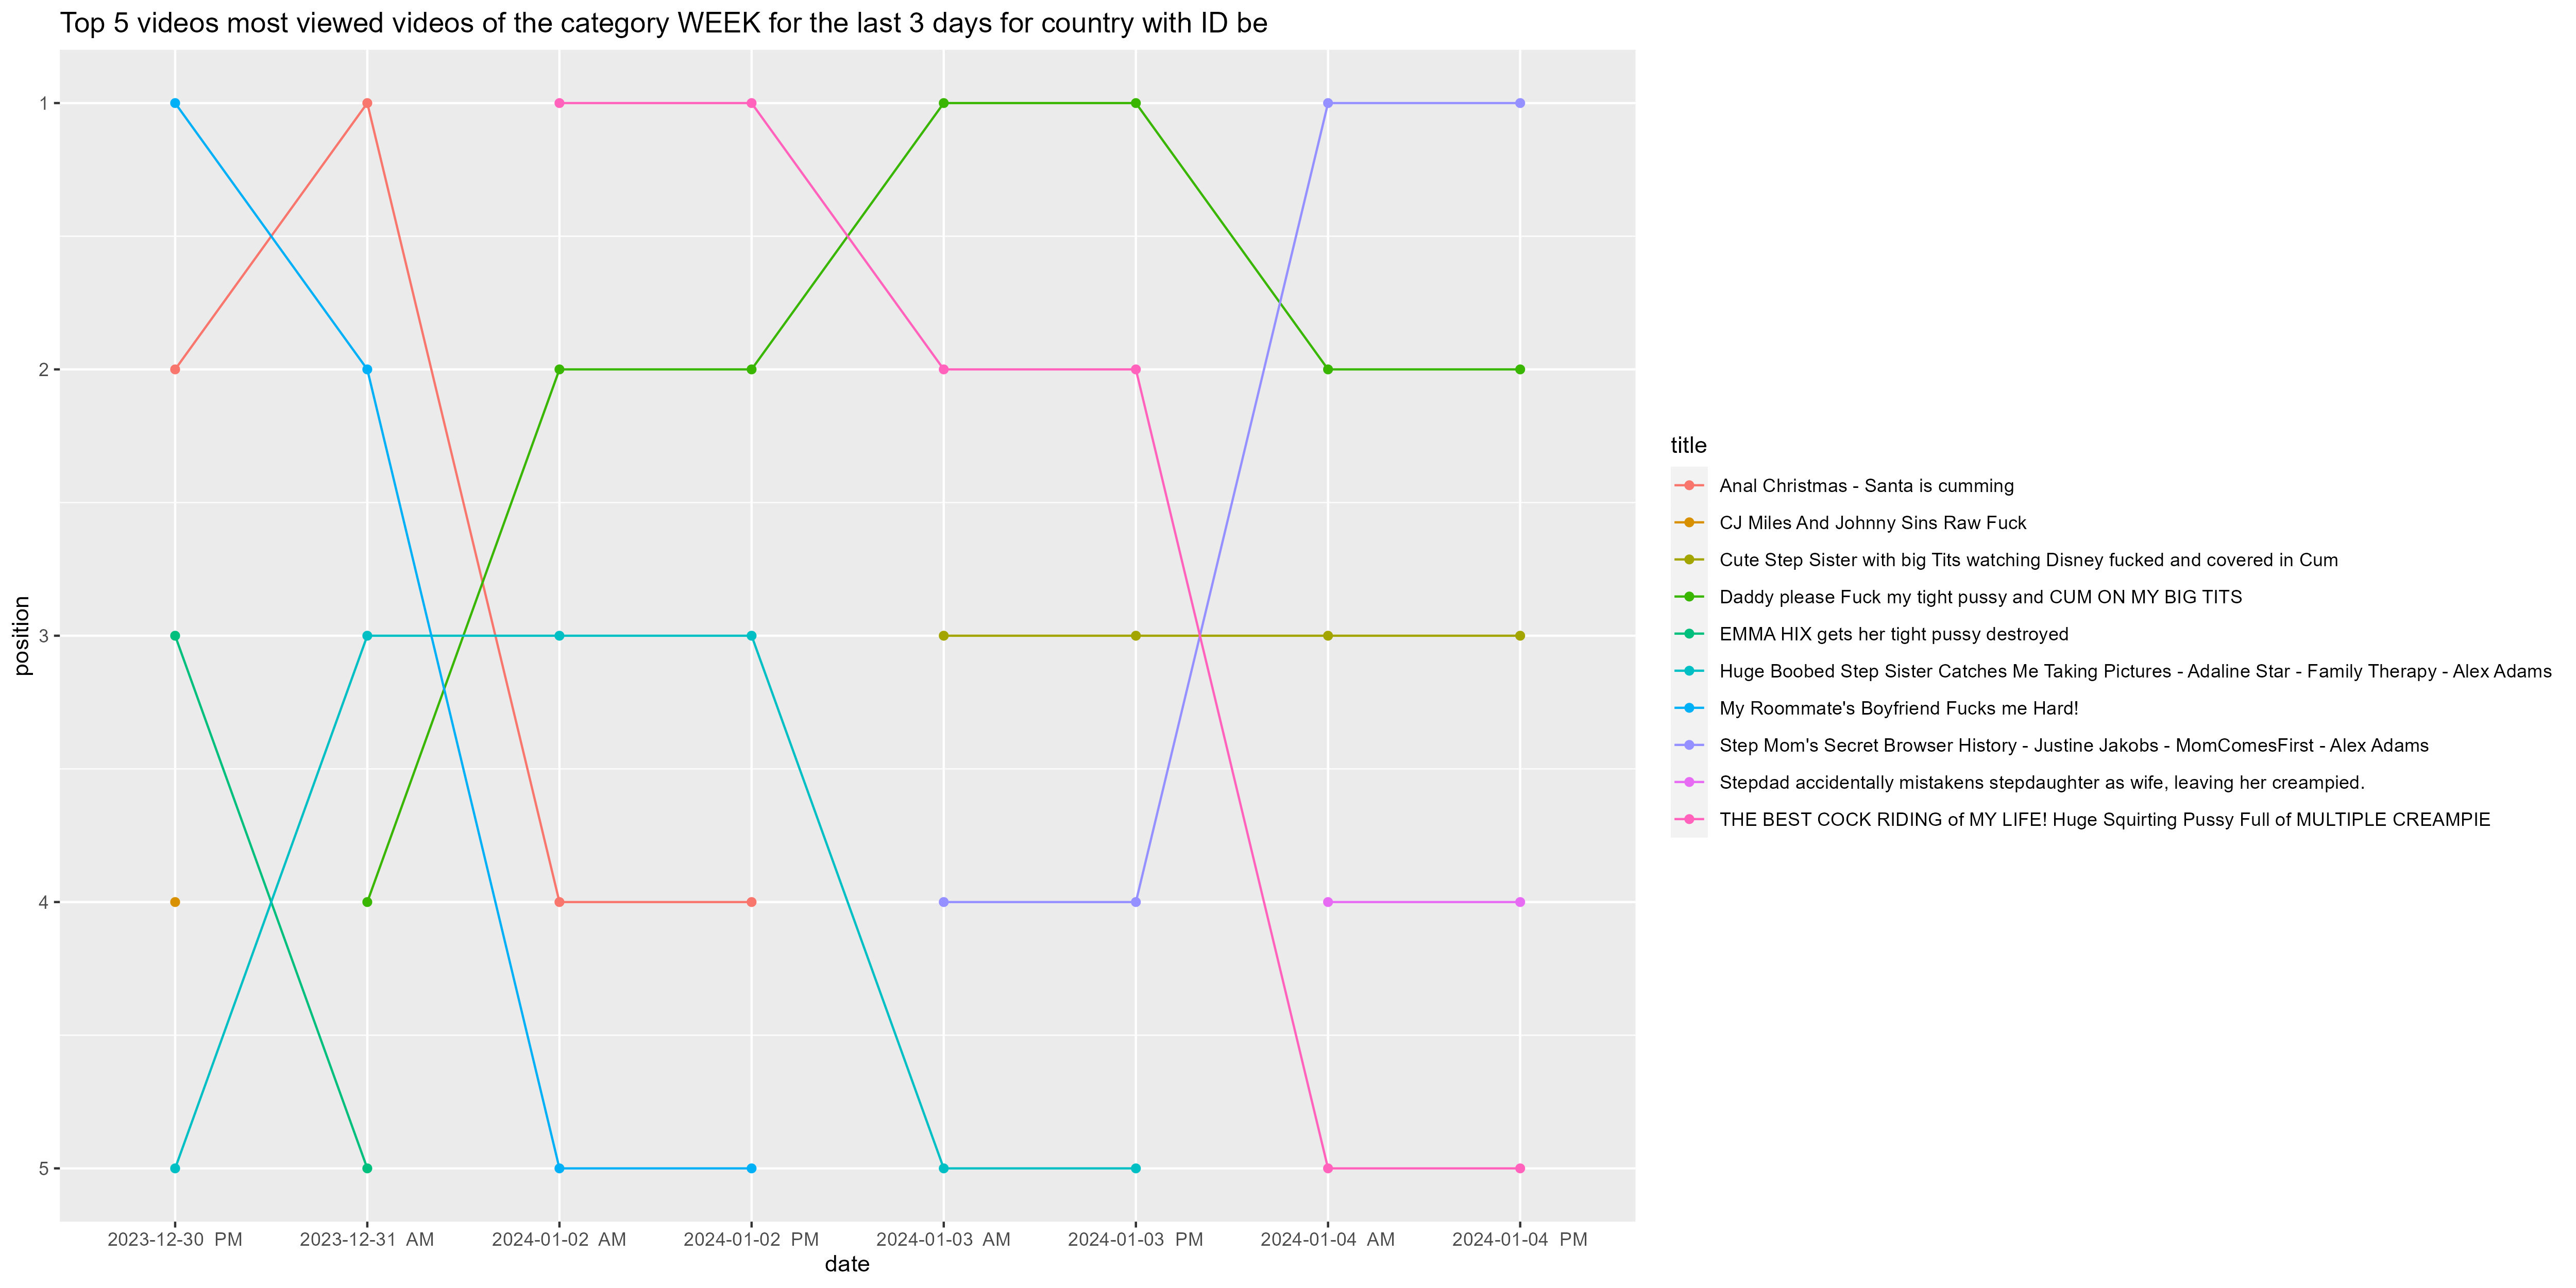 Top 5 videos most viewed videos of the category WEEK for the last 3 days for country with ID be
position
1
2
3
4
5
2023-12-30 PM
2023-12-31 AM
2024-01-02 AM
2024-01-02 PM
2024-01-03 AM
2024-01-03 PM
2024-01-04 AM
2024-01-04 PM
date
title
Anal Christmas - Santa is cumming
CJ Miles And Johnny Sins Raw Fuck
Cute Step Sister with big Tits watching Disney fucked and covered in Cum
Daddy please Fuck my tight pussy and CUM ON MY BIG TITS
EMMA HIX gets her tight pussy destroyed
Huge Boobed Step Sister Catches Me Taking Pictures - Adaline Star - Family Therapy - Alex Adams
My Roommate's Boyfriend Fucks me Hard!
Step Mom's Secret Browser History - Justine Jakobs - MomComesFirst - Alex Adams
Stepdad accidentally mistakens stepdaughter as wife, leaving her creampied.
THE BEST COCK RIDING of MY LIFE! Huge Squirting Pussy Full of MULTIPLE CREAMPIE